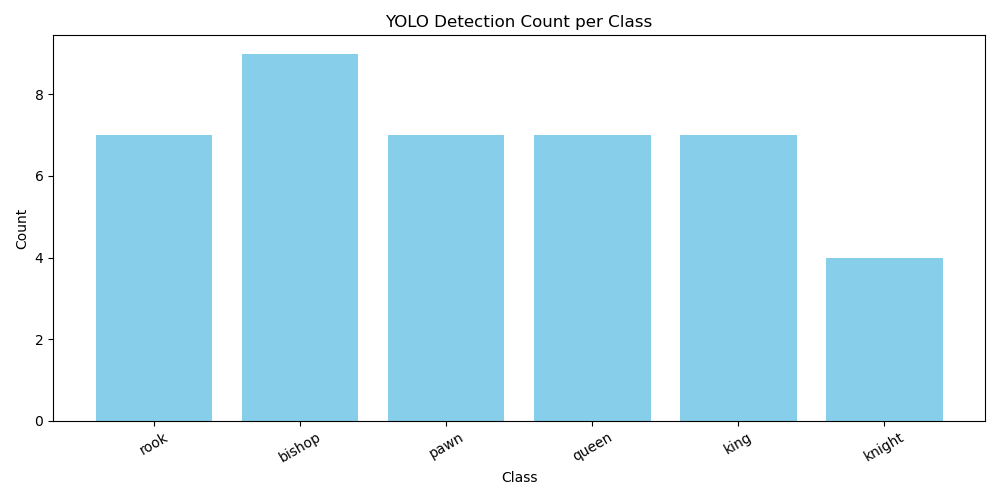 YOLO Detection Count per Class
8
6
4
2
0
Count
rook
bishop
pawn
queen
king
knight
Class